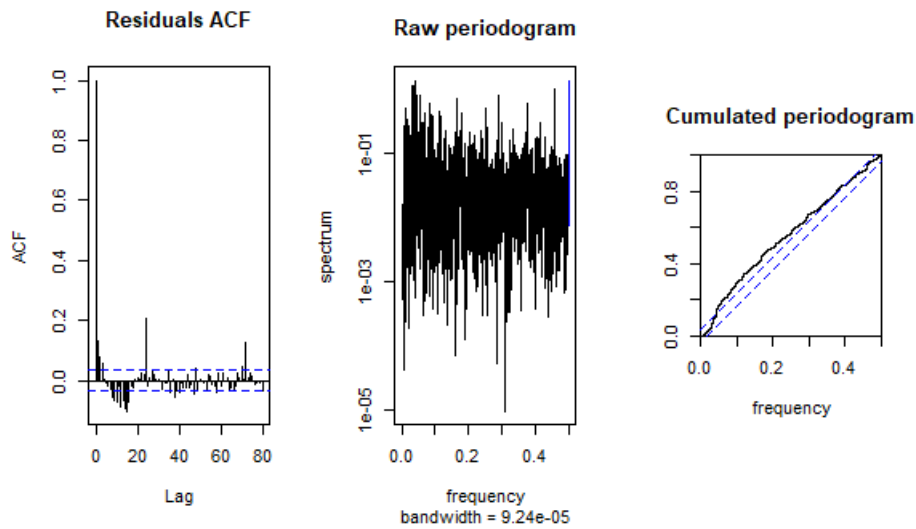 Residuals ACF
ACF
0.0 0.2 0.4 0.6 0.8 1.0
0 20 40 60 80
Lag
Raw periodogram
spectrum
1e-05 1e-03 1e-01
0.0 0.2 0.4
frequency
bandwidth = 9.24e-05
Cumulated periodogram
0.0 0.4 0.8
0.0 0.2 0.4
frequency